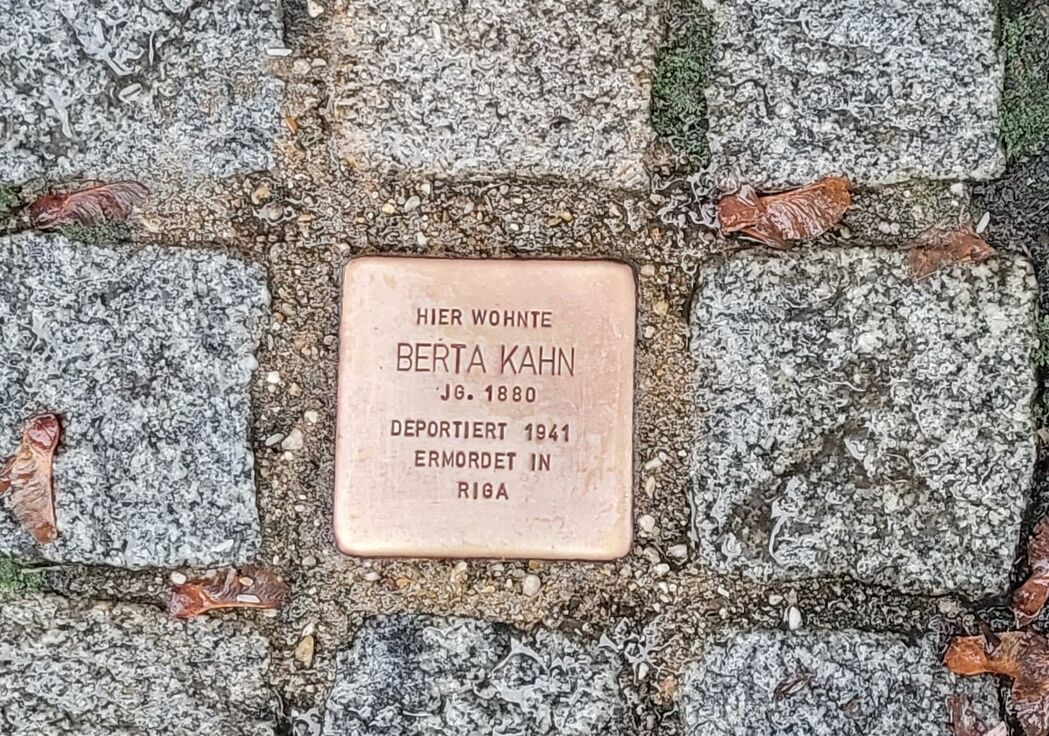 HIER WOHNTE
BERTA KAHN
JG. 1880
DEPORTIERT 1941
ERMORDET IN
RIGA